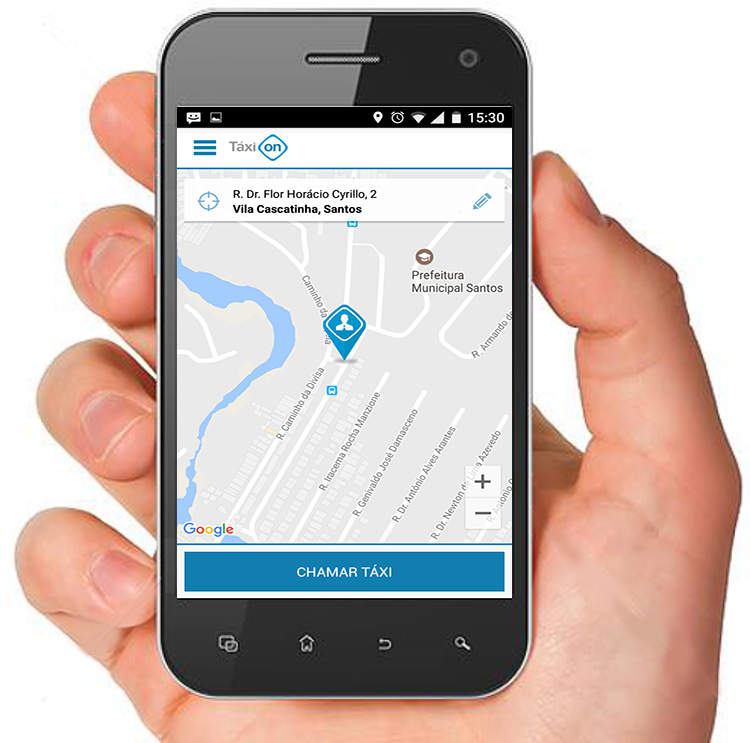 15:30
Táxi on
R. Dr. Flor Horácio Cyrillo, 2
Vila Cascatinha, Santos
Prefeitura
Municipal Santos
Caminho da
R. Armando de
R. Caminho da Divisa
R. Iracema Rocha Manzione
R. Genivaldo José Damasceno
R. Dr. Antônio Alves Arantes
R. Dr. Newton de Azevedo
Google
+
−
CHAMAR TÁXI